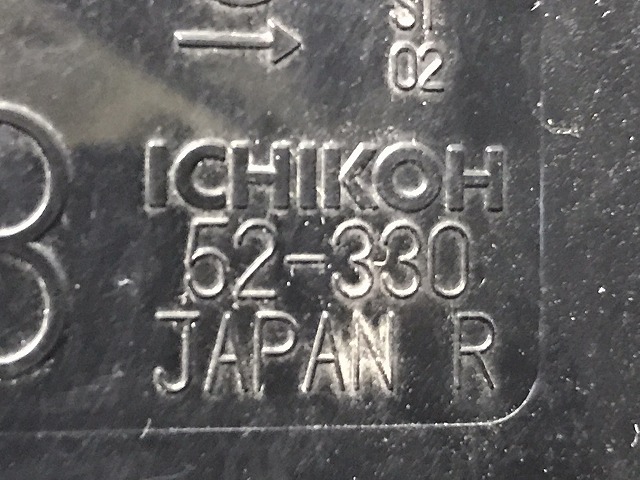 02
ICHIKOH
52-330
JAPAN R